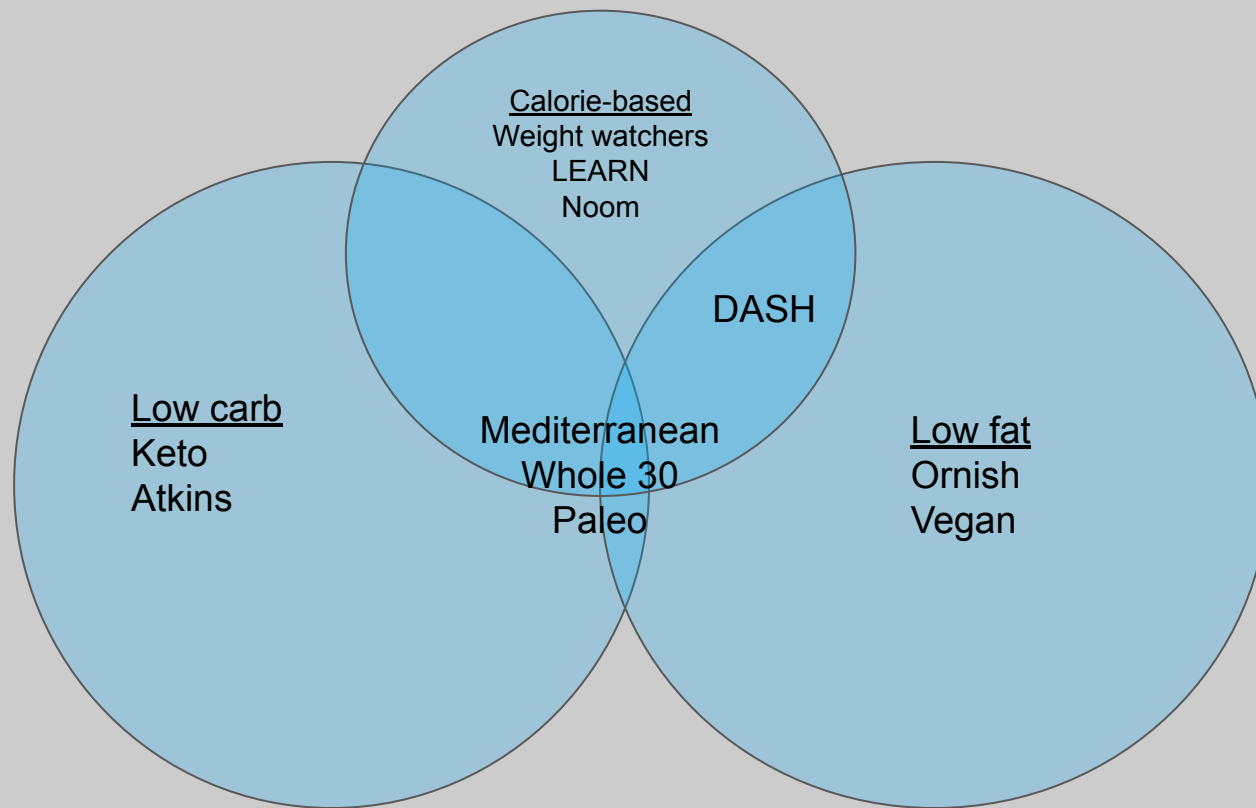 Calorie-based
Weight watchers
LEARN
Noom
DASH
Low carb
Keto
Atkins
Mediterranean
Whole 30
Paleo
Low fat
Ornish
Vegan